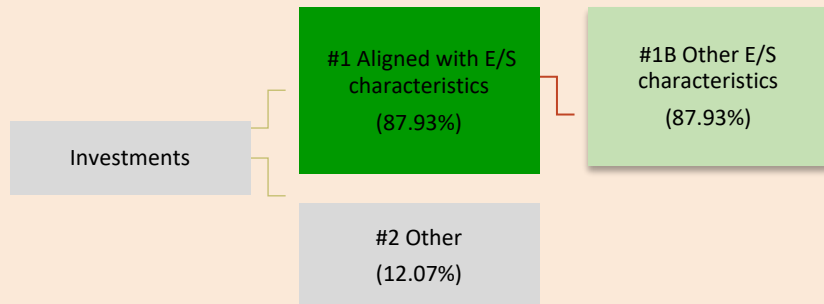 Investments
#1 Aligned with E/S
characteristics
(87.93%)
#1B Other E/S
characteristics
(87.93%)
#2 Other
(12.07%)